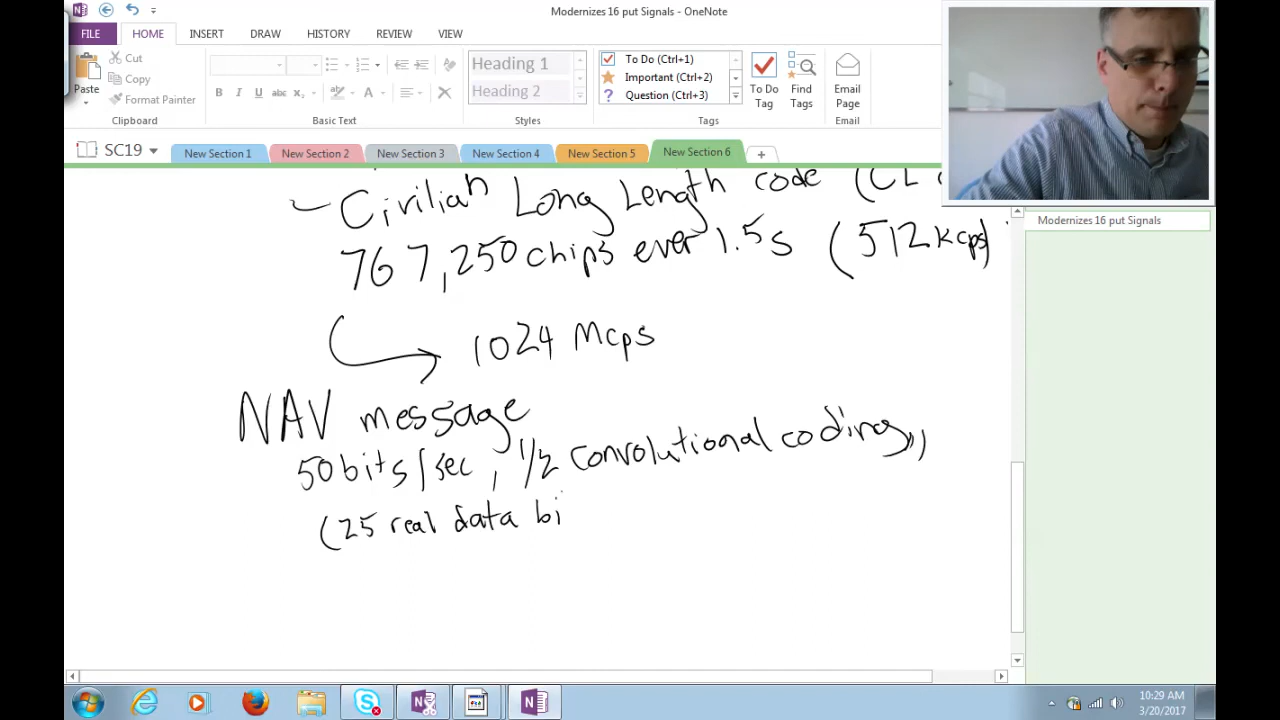 Modernizes 16 put Signals - OneNote
FILE HOME INSERT DRAW HISTORY REVIEW VIEW
Paste
Cut
Copy
Format Painter
Clipboard
B I U abc x
A
Basic Text
Heading 1
Heading 2
Styles
To Do (Ctrl+1)
Important (Ctrl+2)
Question (Ctrl+3)
Tags
To Do Tag
Find Tags
Email Page
Email
SC19
New Section 1 New Section 2 New Section 3 New Section 4 New Section 5 New Section 6
Modernizes 16 put Signals
Civilian Long Length code (CL
767,250 chips ever 1.5s (512 kcps)
1024 Mcps
NAV message
50 bits/sec, 1/2 convolutional coding,,
(25 real data bi
10:29 AM
3/20/2017